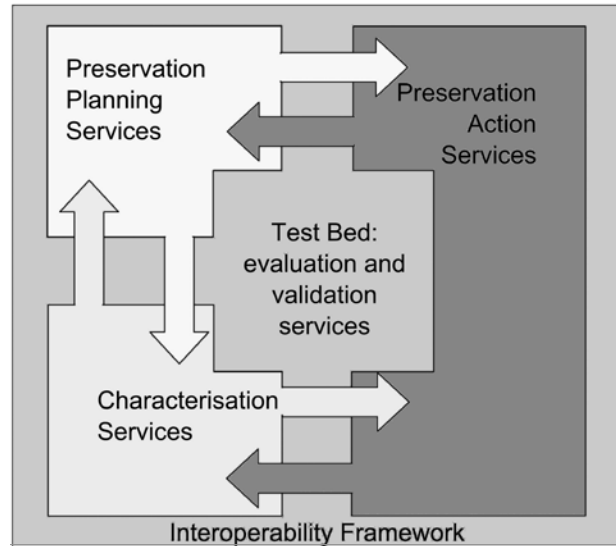 Preservation
Planning
Services
Preservation
Action
Services
Test Bed:
evaluation and
validation
services
Characterisation
Services
Interoperability Framework